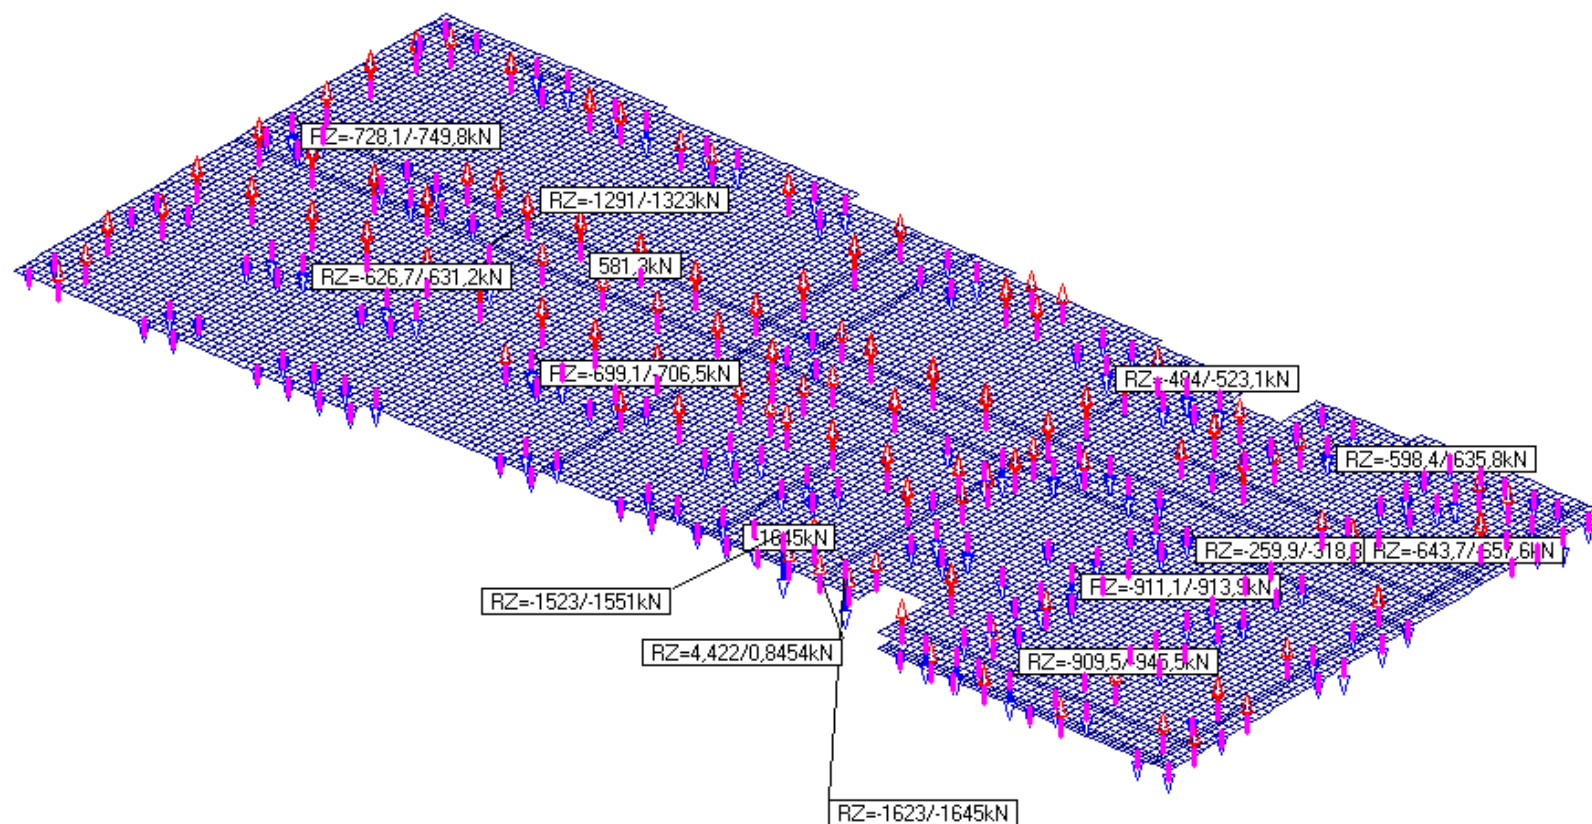 RZ=-728,1/-749,8kN
RZ=-1291/-1323kN
581,3kN
RZ=-626,7/-631,2kN
RZ=-699,1/-706,5kN
RZ=-484/-523,1kN
RZ=-598,4/-635,8kN
-1645kN
RZ=-259,9/-318,8
RZ=-643,7/-657,6kN
RZ=-911,1/-913,9kN
RZ=-1523/-1551kN
RZ=4,422/0,8454kN
RZ=-909,5/-945,5kN
RZ=-1623/-1645kN